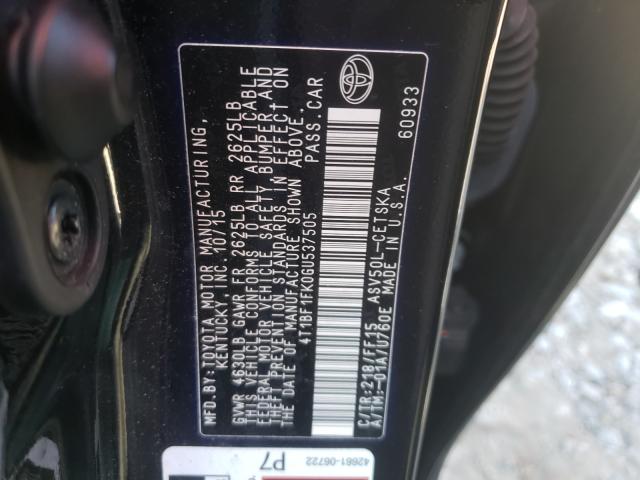 MFD.BY:TOYOTA MOTOR MANUFACTURING,
KENTUCKY, INC. 10/15
GVWR 4630LB GAWR FR 2625LB RR 2625LB
THIS VEHICLE CONFORMS TO ALL APPLICABLE
FEDERAL MOTOR VEHICLE SAFETY, BUMPER, AND
THEFT PREVENTION STANDARDS IN EFFECT ON
THE DATE OF MANUFACTURE SHOWN ABOVE.
4T1BF1FK0GU537505 PASS.CAR
C/TR:218/FF15 ASV50L-CETSKA
A/TM:-01A/U760E MADE IN U.S.A.
60933
42661-06722
P7